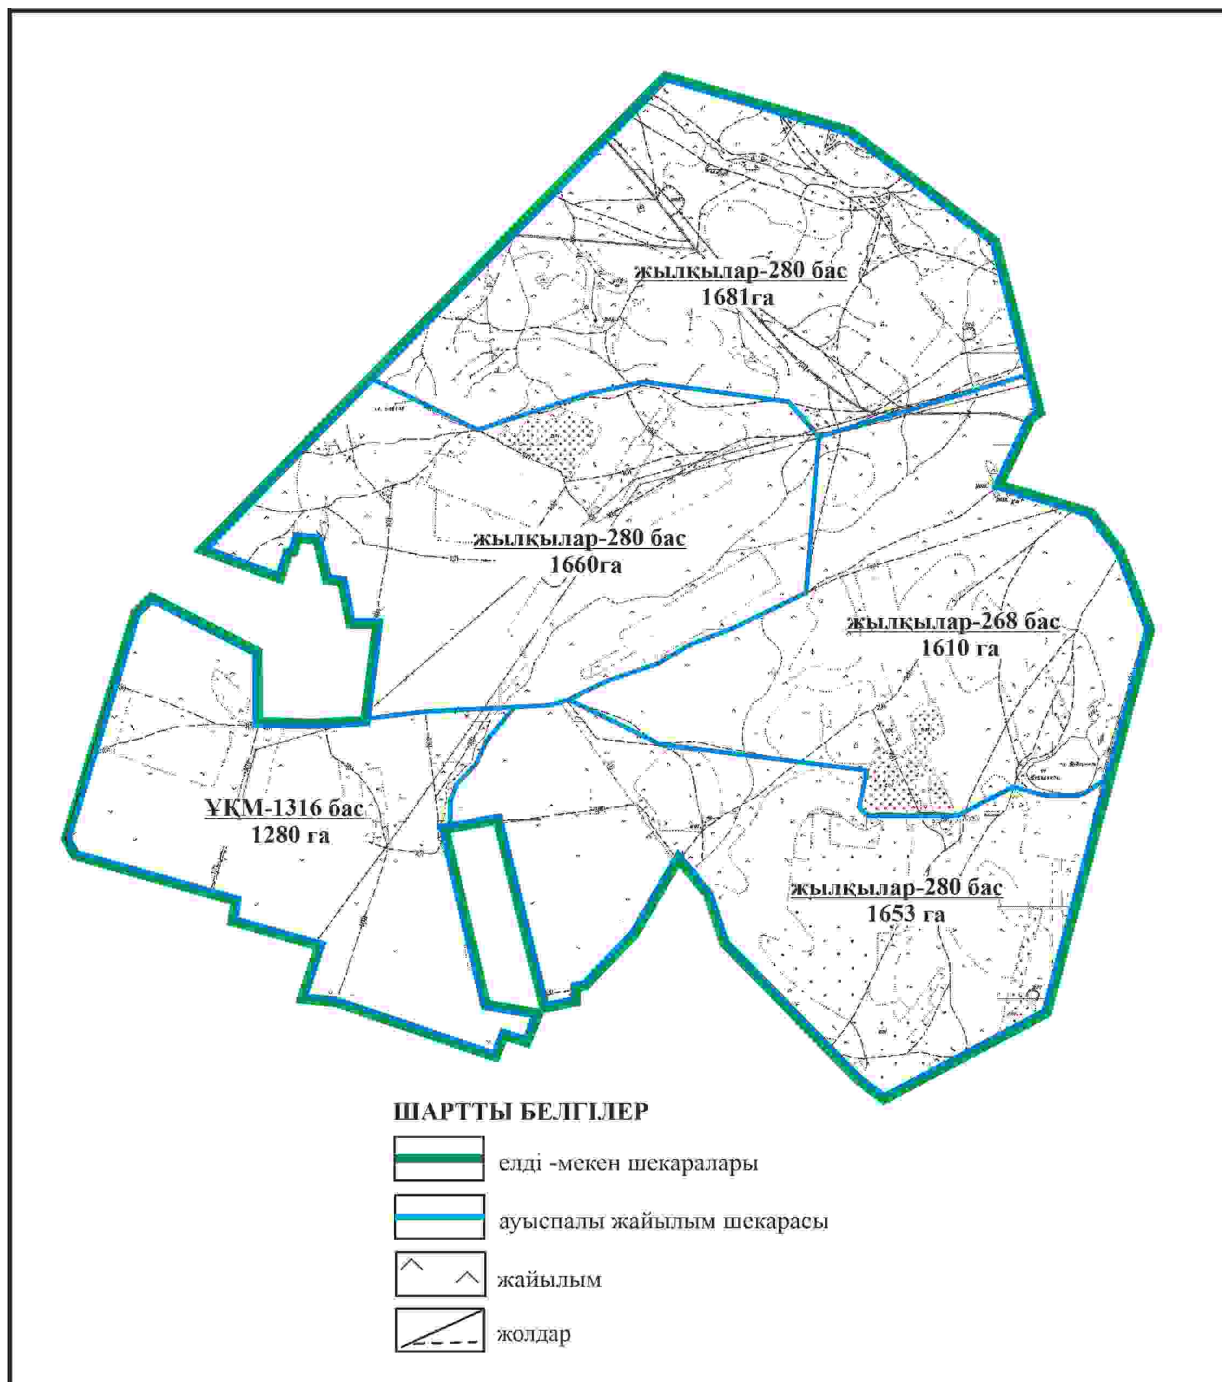 жылқылар-280 бас
1681га
жылқылар-280 бас
1660га
жылқылар-268 бас
1610 га
ҰҚМ-1316 бас
1280 га
жылқылар-280 бас
1653 га
ШАРТТЫ БЕЛГІЛЕР
елді -мекен шекаралары
ауыспалы жайылым шекарасы
жайылым
жолдар